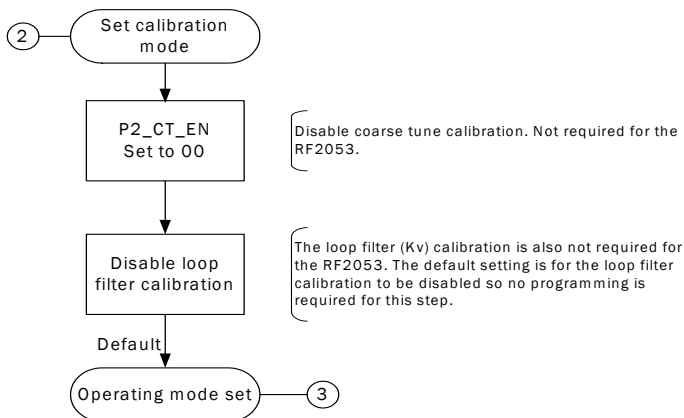 2
Set calibration
mode
P2_CT_EN
Set to 00
Disable coarse tune calibration. Not required for the
RF2053.
Disable loop
filter calibration
The loop filter (Kv) calibration is also not required for
the RF2053. The default setting is for the loop filter
calibration to be disabled so no programming is
required for this step.
Default
Operating mode set
3